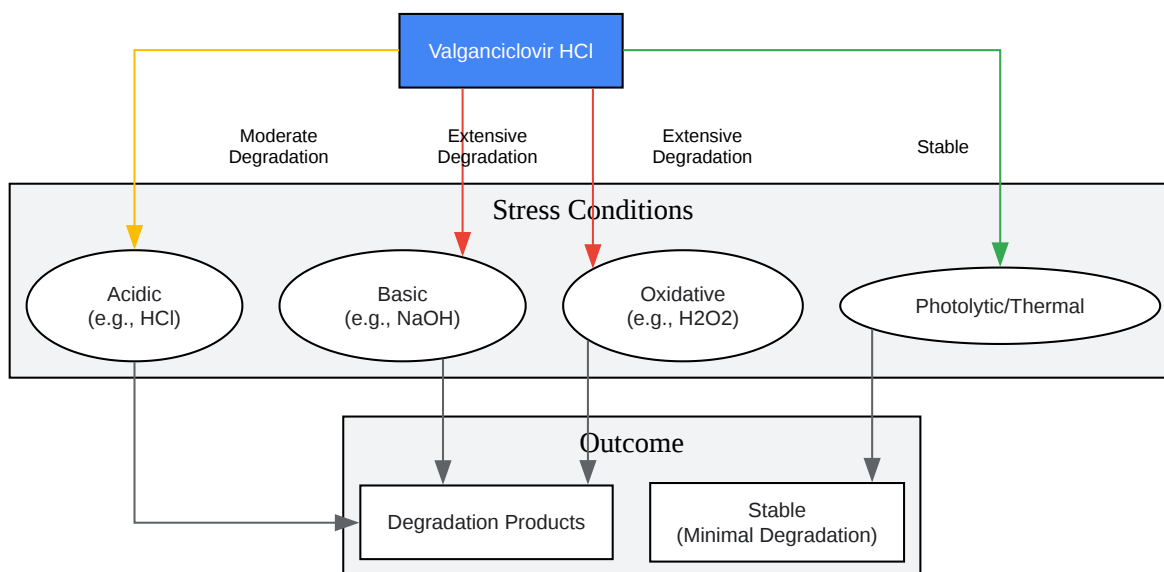 Valganciclovir HCl
Moderate
Degradation
Extensive
Degradation
Extensive
Degradation
Stable
Stress Conditions
Acidic
(e.g., HCl)
Basic
(e.g., NaOH)
Oxidative
(e.g., H2O2)
Photolytic/Thermal
Outcome
Degradation Products
Stable
(Minimal Degradation)